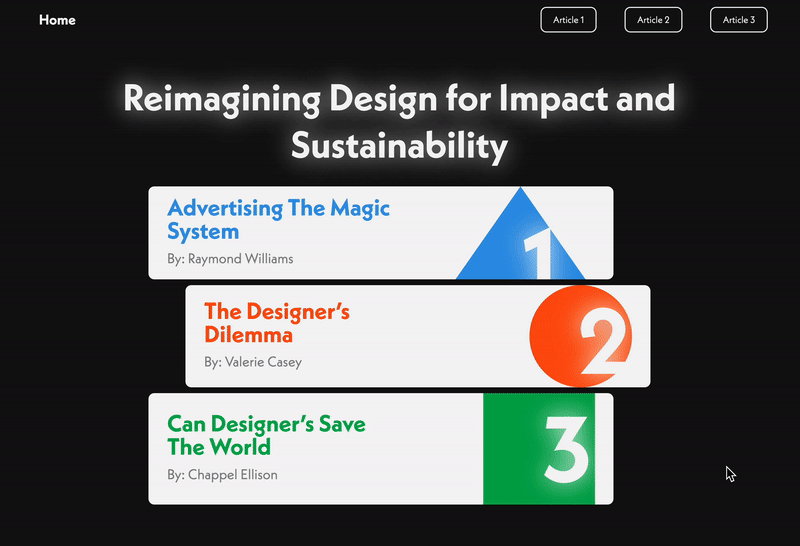 Home
Article 1
Article 2
Article 3
Reimagining Design for Impact and
Sustainability
Advertising The Magic
System
By: Raymond Williams
1
The Designer's
Dilemma
By: Valerie Casey
2
Can Designer's Save
The World
By: Chappel Ellison
3